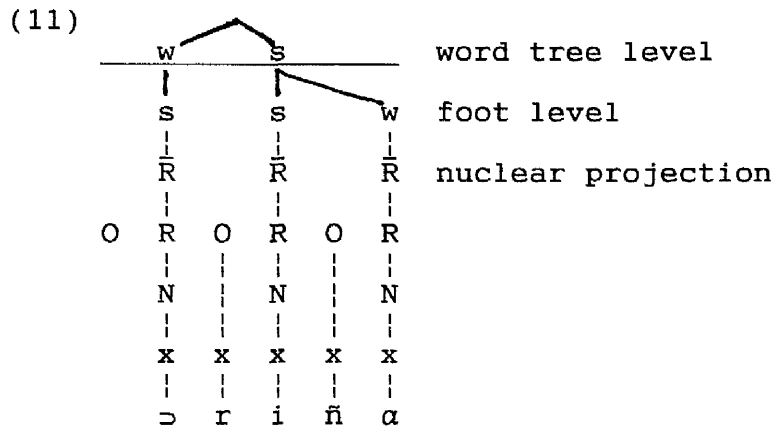 (11)
w s word tree level
s s w foot level
R̄ R̄ R̄ nuclear projection
O R O R O R
N N N
x x x x x
ɔ r i ñ ɑ